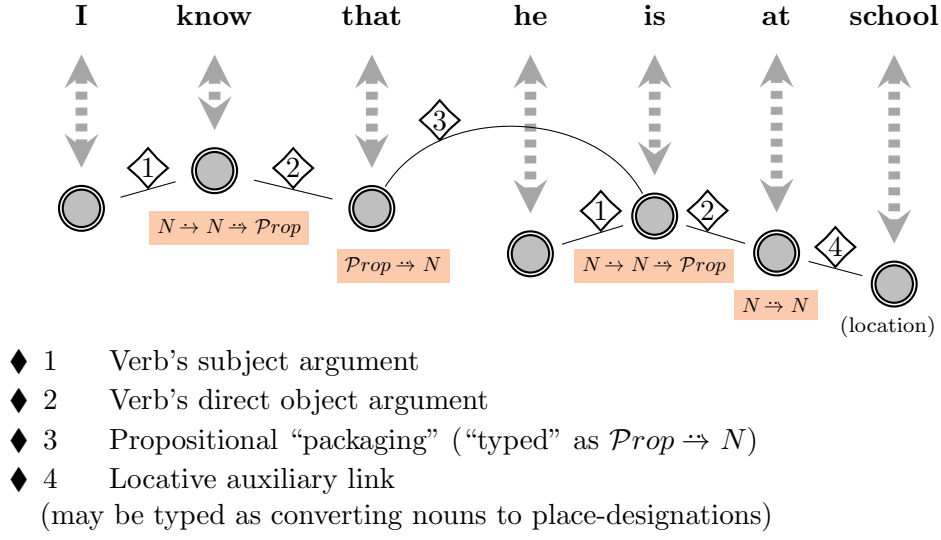 I know that he is at school
3
1 2 1 2 4
N ⇢ N ⇢ Prop N ⇢ N ⇢ Prop
Prop ⇢ N
N ⇢ N
(location)
♦ 1 Verb's subject argument
♦ 2 Verb's direct object argument
♦ 3 Propositional “packaging” (“typed” as Prop ⇢ N)
♦ 4 Locative auxiliary link
(may be typed as converting nouns to place-designations)